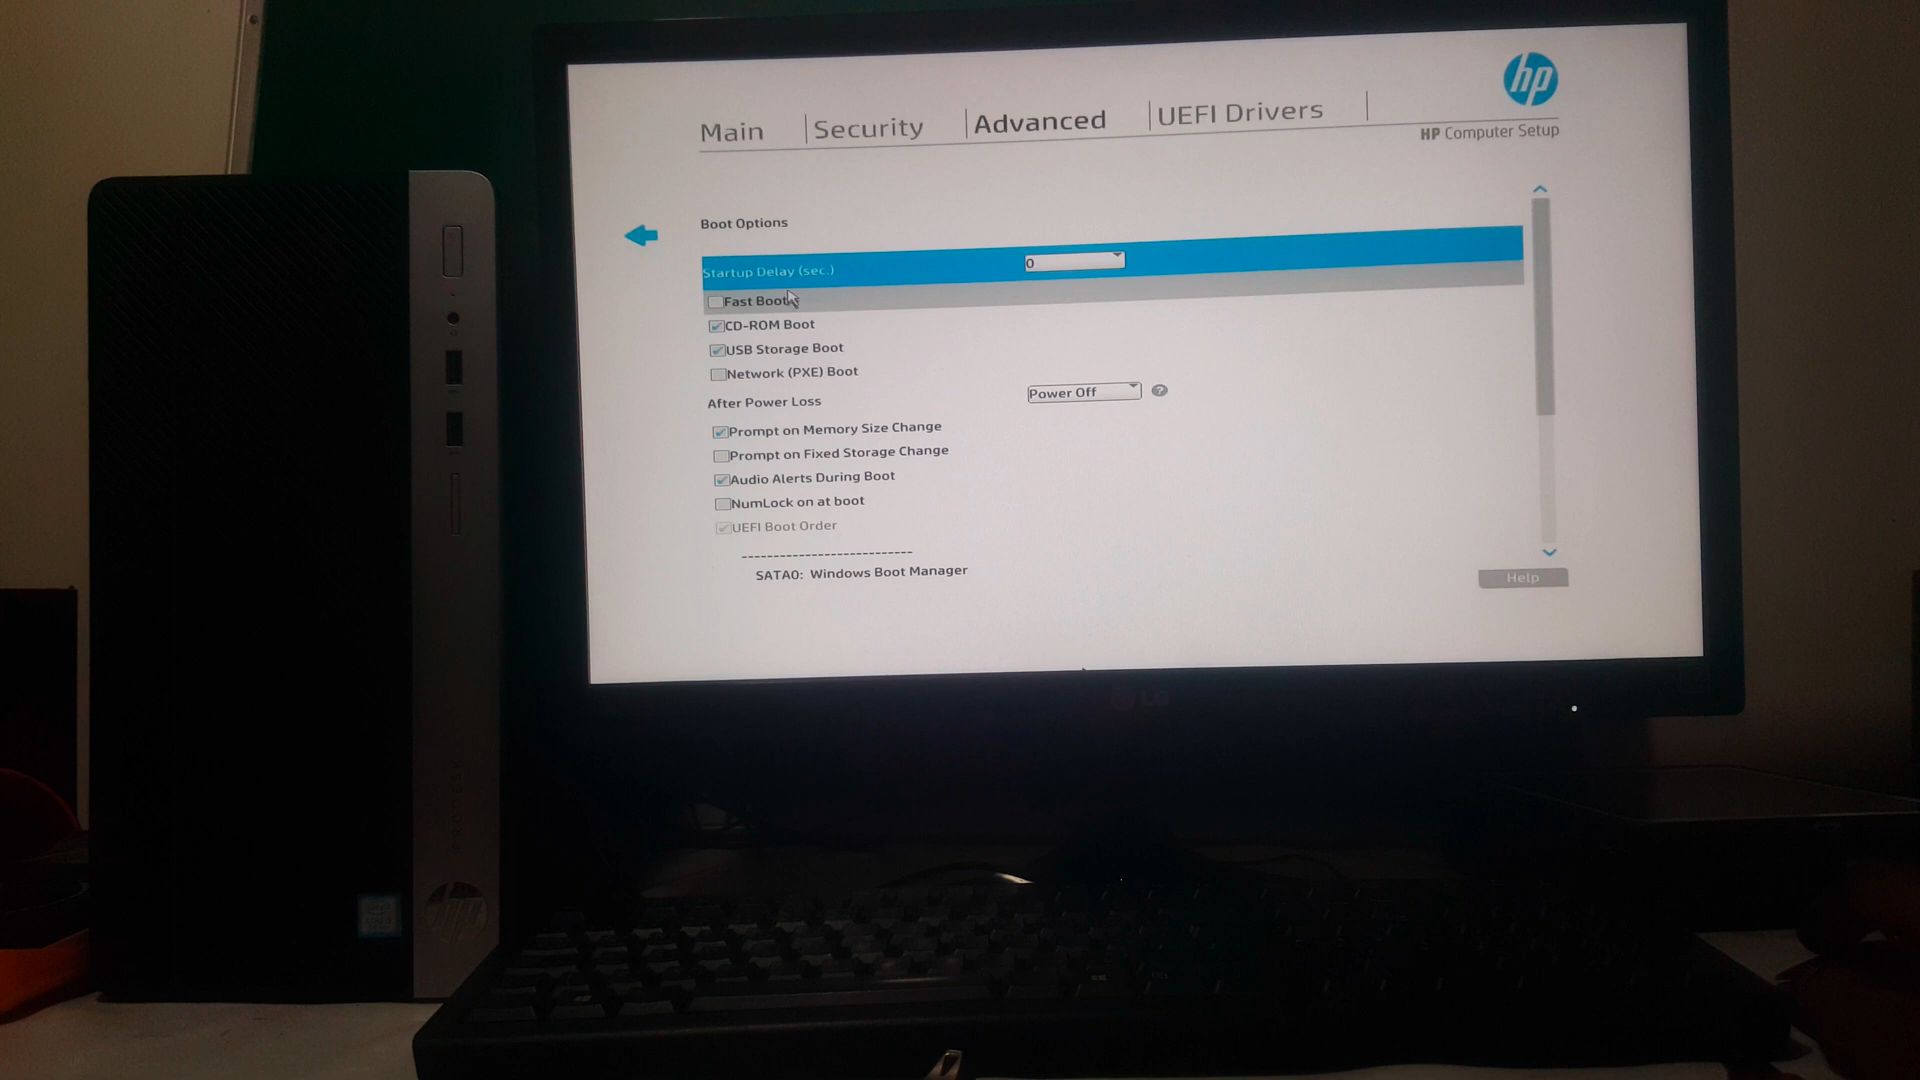 hp
Main Security Advanced UEFI Drivers
HP Computer Setup
Boot Options
Startup Delay (sec.) 0
Fast Boot
CD-ROM Boot
USB Storage Boot
Network (PXE) Boot
After Power Loss Power Off ?
Prompt on Memory Size Change
Prompt on Fixed Storage Change
Audio Alerts During Boot
NumLock on at boot
UEFI Boot Order
---------------------------
SATA0: Windows Boot Manager
Help
LG
PRODESK
hp